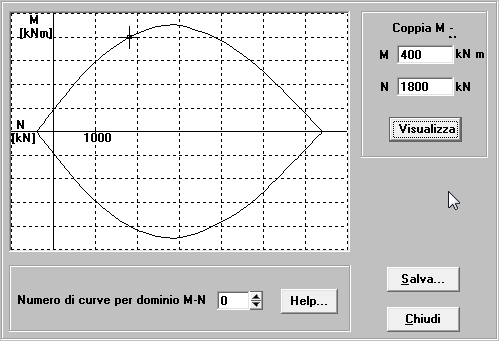 M
[kNm]
N
[kN]
1000
Coppia M -
M 400 kN m
N 1800 kN
Visualizza
Numero di curve per dominio M-N 0 Help...
Salva...
Chiudi